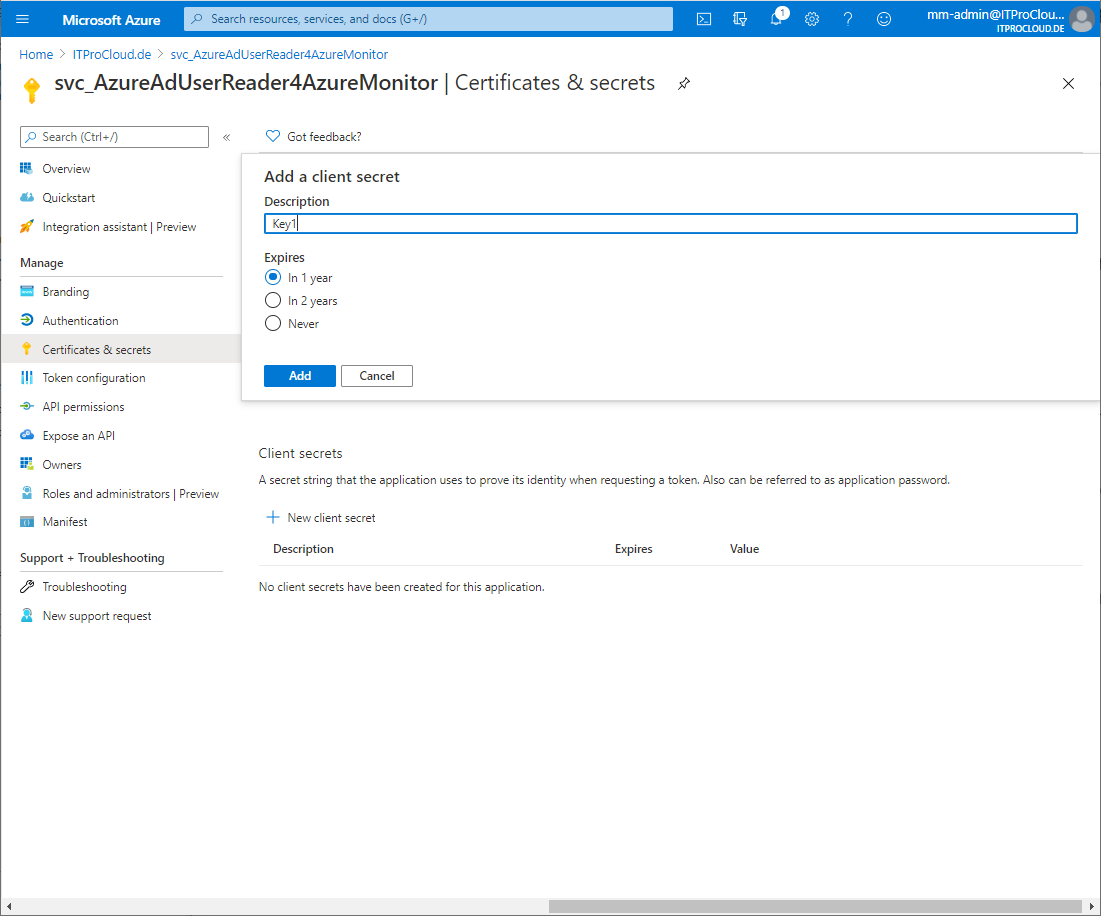 Microsoft Azure
Search resources, services, and docs (G+/)
1
mm-admin@ITProClou...
ITPROCLOUD.DE
Home > ITProCloud.de > svc_AzureAdUserReader4AzureMonitor
svc_AzureAdUserReader4AzureMonitor | Certificates & secrets
Search (Ctrl+/)
«
Got feedback?
Overview
Quickstart
Integration assistant | Preview
Manage
Branding
Authentication
Certificates & secrets
Token configuration
API permissions
Expose an API
Owners
Roles and administrators | Preview
Manifest
Support + Troubleshooting
Troubleshooting
New support request
Add a client secret
Description
Key1
Expires
In 1 year
In 2 years
Never
Add
Cancel
Client secrets
A secret string that the application uses to prove its identity when requesting a token. Also can be referred to as application password.
New client secret
Description Expires Value
No client secrets have been created for this application.